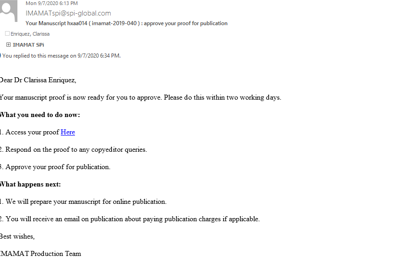 Mon 9/7/2020 6:13 PM
IMAMATspi@spi-global.com
Your Manuscript hxaa014 ( imamat-2019-040 ) : approve your proof for publication
Enriquez, Clarissa
IMAMAT SPI
You replied to this message on 9/7/2020 6:34 PM.
Dear Dr Clarissa Enriquez,
Your manuscript proof is now ready for you to approve. Please do this within two working days.
What you need to do now:
1. Access your proof Here
2. Respond on the proof to any copyeditor queries.
3. Approve your proof for publication.
What happens next:
1. We will prepare your manuscript for online publication.
2. You will receive an email on publication about paying publication charges if applicable.
Best wishes,
IMAMAT Production Team